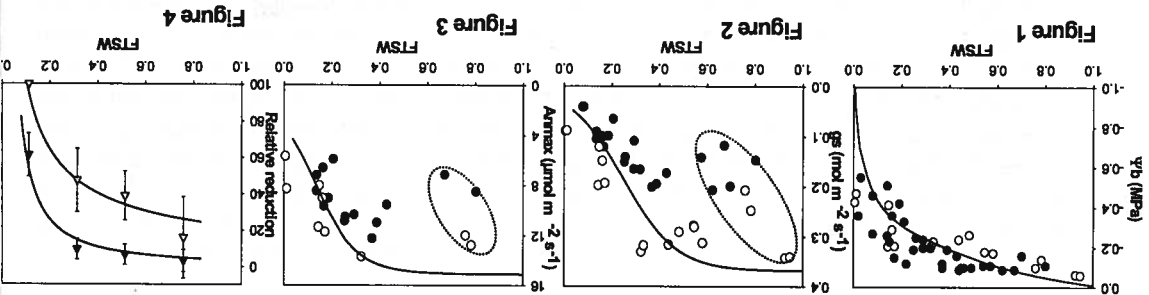 Ψb (MPa)
0.0
-0.2
-0.4
-0.6
-0.8
-1.0
1.0 0.8 0.6 0.4 0.2 0.0
FTSW
Figure 1
gs (mol m -2 s-1)
0.4
0.3
0.2
0.1
0.0
1.0 0.8 0.6 0.4 0.2 0.0
FTSW
Figure 2
Anmax (µmol m -2 s-1)
16
12
8
4
0
1.0 0.8 0.6 0.4 0.2 0.0
FTSW
Figure 3
Relative reduction
0
20
40
60
80
100
1.0 0.8 0.6 0.4 0.2 0.0
FTSW
Figure 4